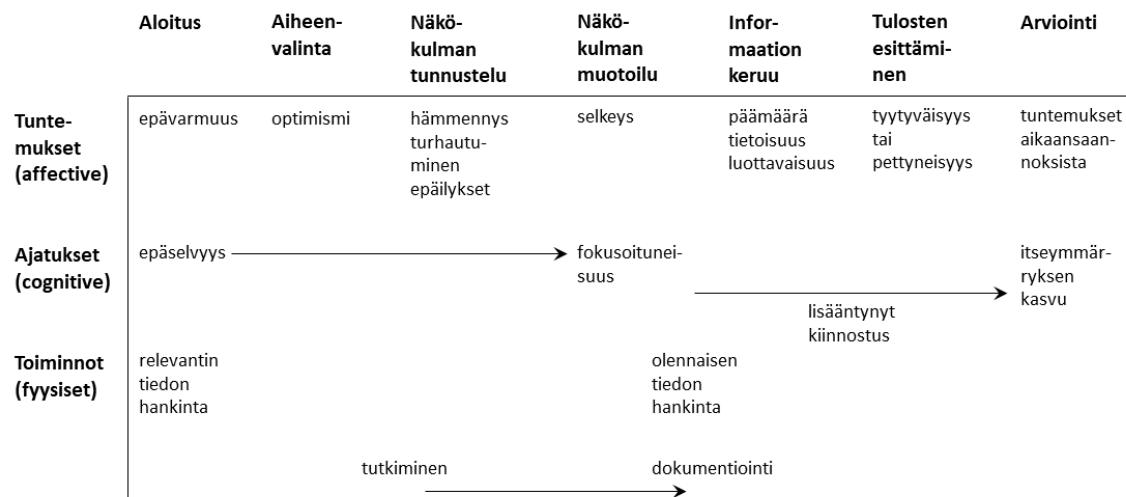 Aloitus
Aiheen-
valinta
Näkö-
kulman
tunnustelu
Näkö-
kulman
muotoilu
Infor-
maation
keruu
Tulosten
esittämi-
nen
Arviointi
Tunte-
mukset
(affective)
epävarmuus
optimismi
hämmennys
turhautu-
minen
epäilykset
selkeys
päämäärä
tietoisuus
luottavaisuus
tyytyväisyys
tai
pettyneisyys
tuntemukset
aikaansaan-
noksista
Ajatukset
(cognitive)
epäselvyys
fokusoitunei-
suus
lisääntynyt
kiinnostus
itseymmär-
ryksen
kasvu
Toiminnot
(fyysiset)
relevantin
tiedon
hankinta
olennaisen
tiedon
hankinta
tutkiminen
dokumentiointi